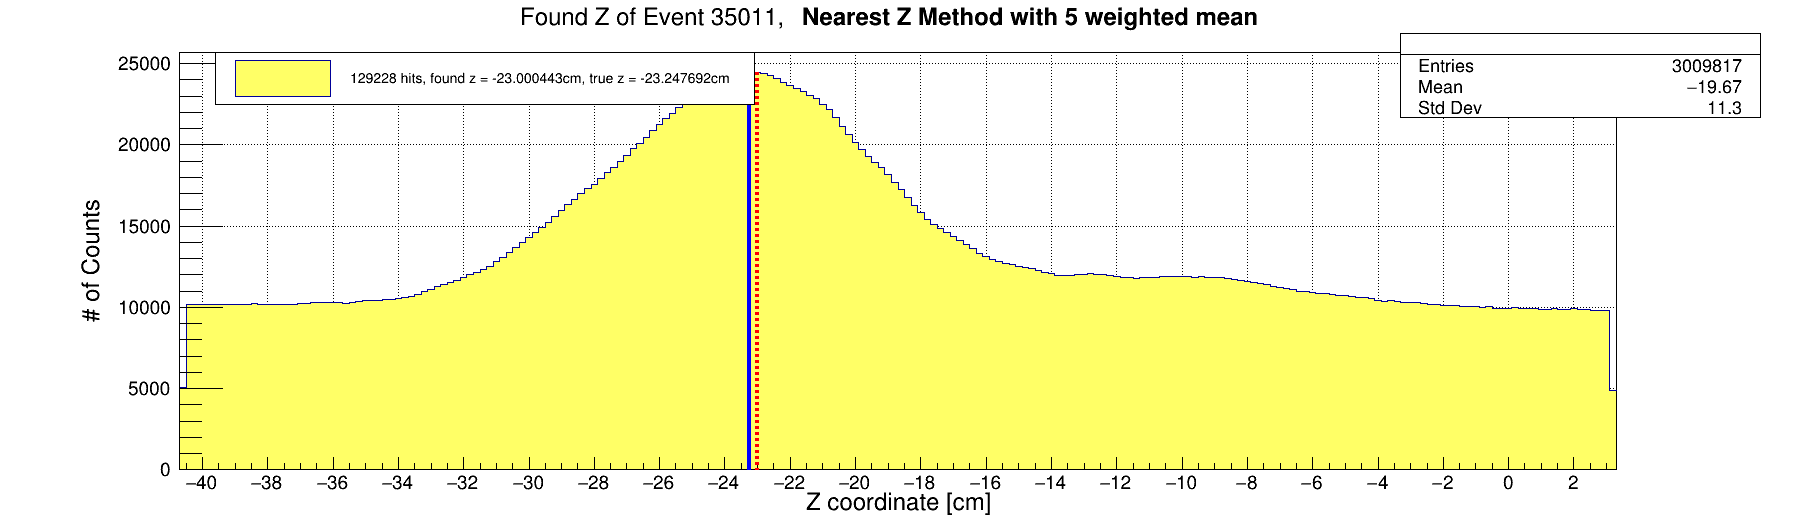 Found Z of Event 35011, Nearest Z Method with 5 weighted mean
129228 hits, found z = -23.000443cm, true z = -23.247692cm
Entries 3009817
Mean −19.67
Std Dev 11.3
# of Counts
25000
20000
15000
10000
5000
0
−40 −38 −36 −34 −32 −30 −28 −26 −24 −22 −20 −18 −16 −14 −12 −10 −8 −6 −4 −2 0 2
Z coordinate [cm]